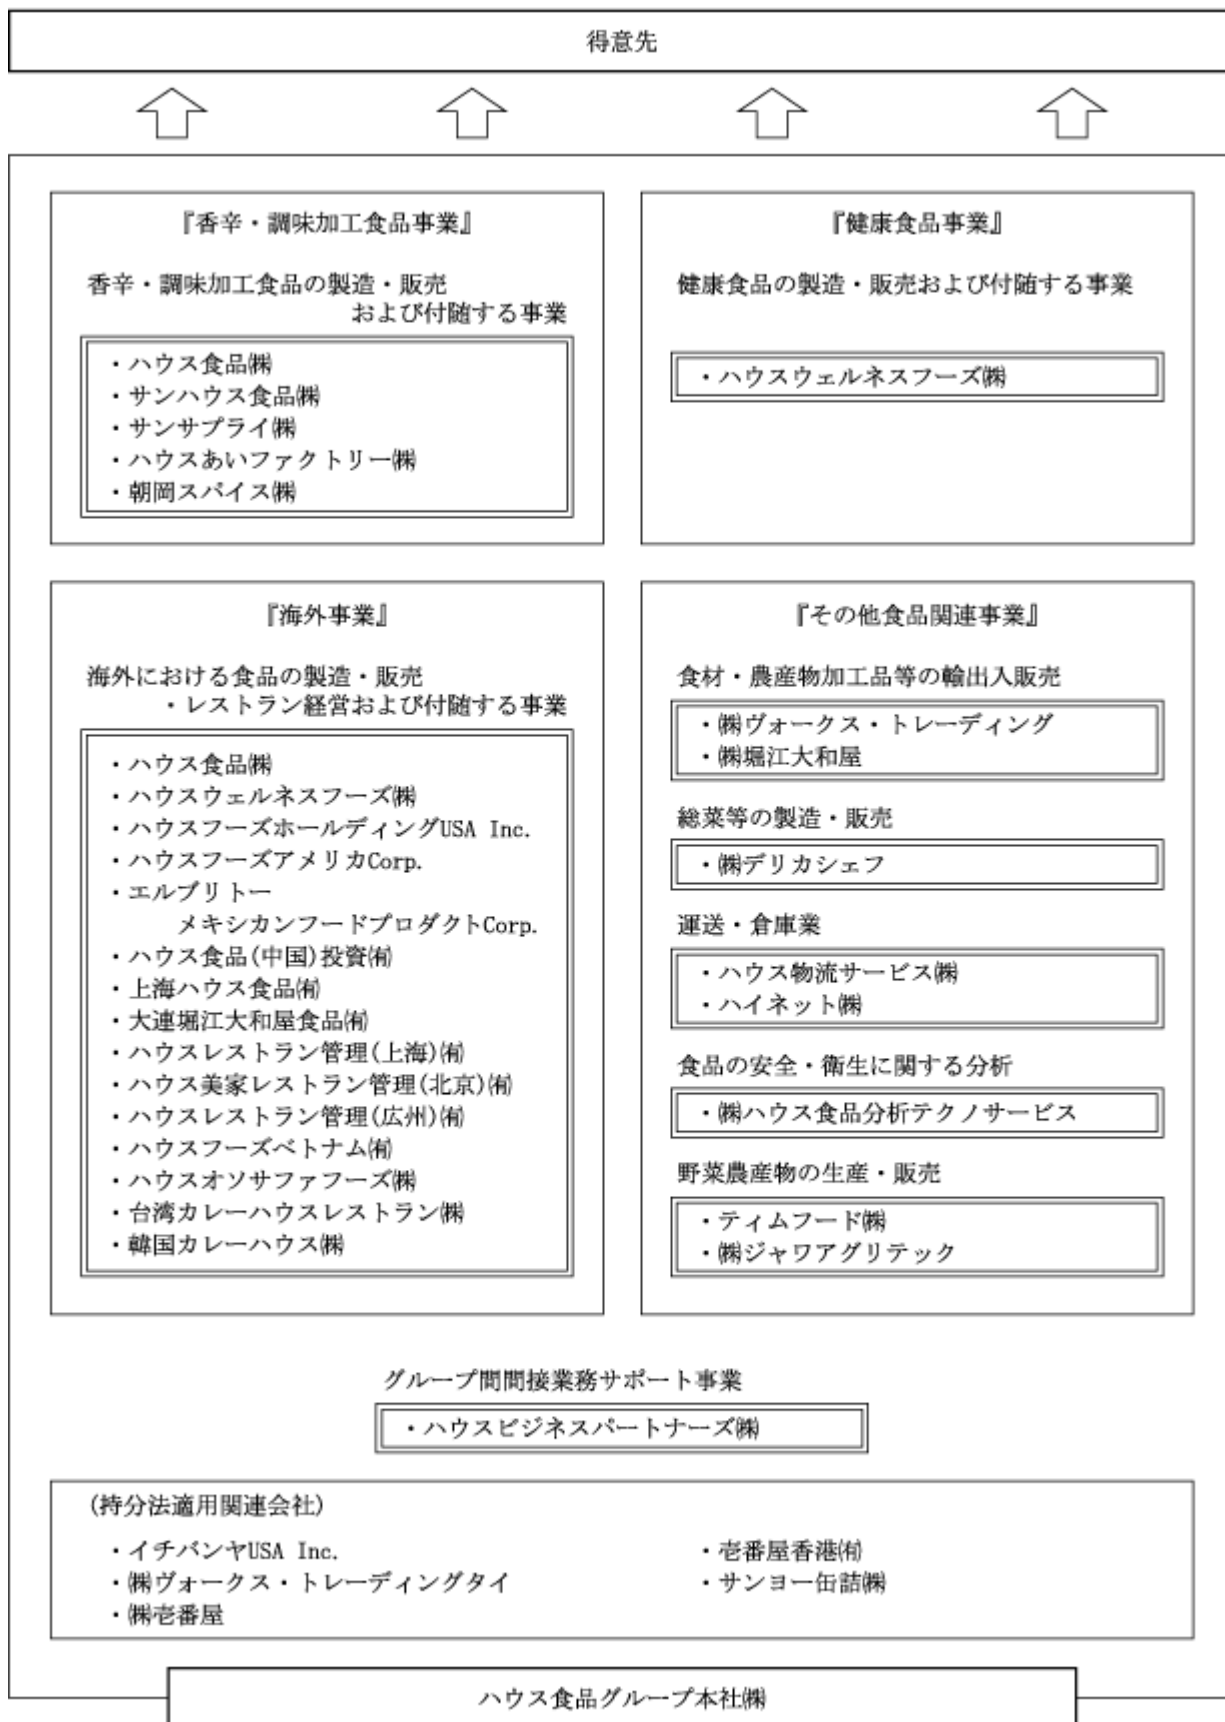 得意先
『香辛・調味加工食品事業』
香辛・調味加工食品の製造・販売
および付随する事業
・ハウス食品㈱
・サンハウス食品㈱
・サンサプライ㈱
・ハウスあいファクトリー㈱
・朝岡スパイス㈱
『健康食品事業』
健康食品の製造・販売および付随する事業
・ハウスウェルネスフーズ㈱
『海外事業』
海外における食品の製造・販売
・レストラン経営および付随する事業
・ハウス食品㈱
・ハウスウェルネスフーズ㈱
・ハウスフーズホールディングUSA Inc.
・ハウスフーズアメリカCorp.
・エルブリトー
メキシカンフードプロダクトCorp.
・ハウス食品(中国)投資㈲
・上海ハウス食品㈲
・大連堀江大和屋食品㈲
・ハウスレストラン管理(上海)㈲
・ハウス美家レストラン管理(北京)㈲
・ハウスレストラン管理(広州)㈲
・ハウスフーズベトナム㈲
・ハウスオソサファフーズ㈱
・台湾カレーハウスレストラン㈱
・韓国カレーハウス㈱
『その他食品関連事業』
食材・農産物加工品等の輸出入販売
・㈱ヴォークス・トレーディング
・㈱堀江大和屋
総菜等の製造・販売
・㈱デリカシェフ
運送・倉庫業
・ハウス物流サービス㈱
・ハイネット㈱
食品の安全・衛生に関する分析
・㈱ハウス食品分析テクノサービス
野菜農産物の生産・販売
・ティムフード㈱
・㈱ジャワアグリテック
グループ間間接業務サポート事業
・ハウスビジネスパートナーズ㈱
(持分法適用関連会社)
・イチバンヤUSA Inc.
・㈱ヴォークス・トレーディングタイ
・㈱壱番屋
・壱番屋香港㈲
・サンヨー缶詰㈱
ハウス食品グループ本社㈱